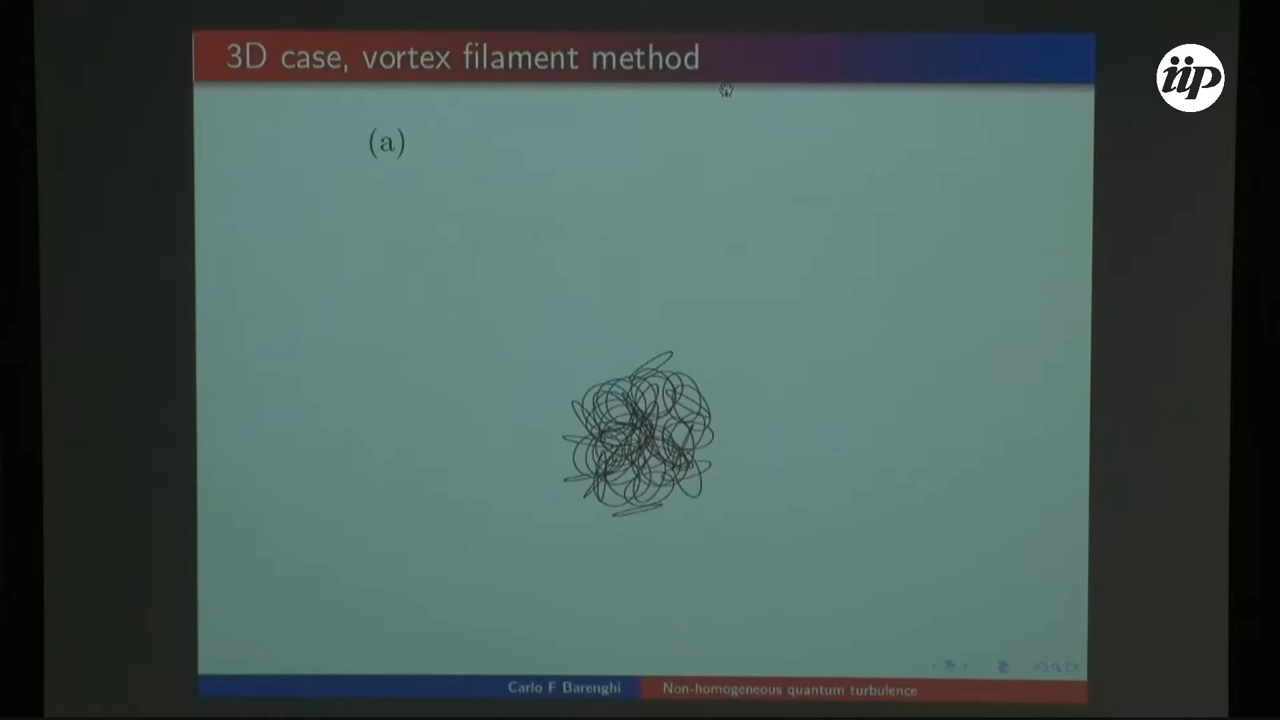 3D case, vortex filament method
iip
(a)
Carlo F Barenghi
Non-homogeneous quantum turbulence